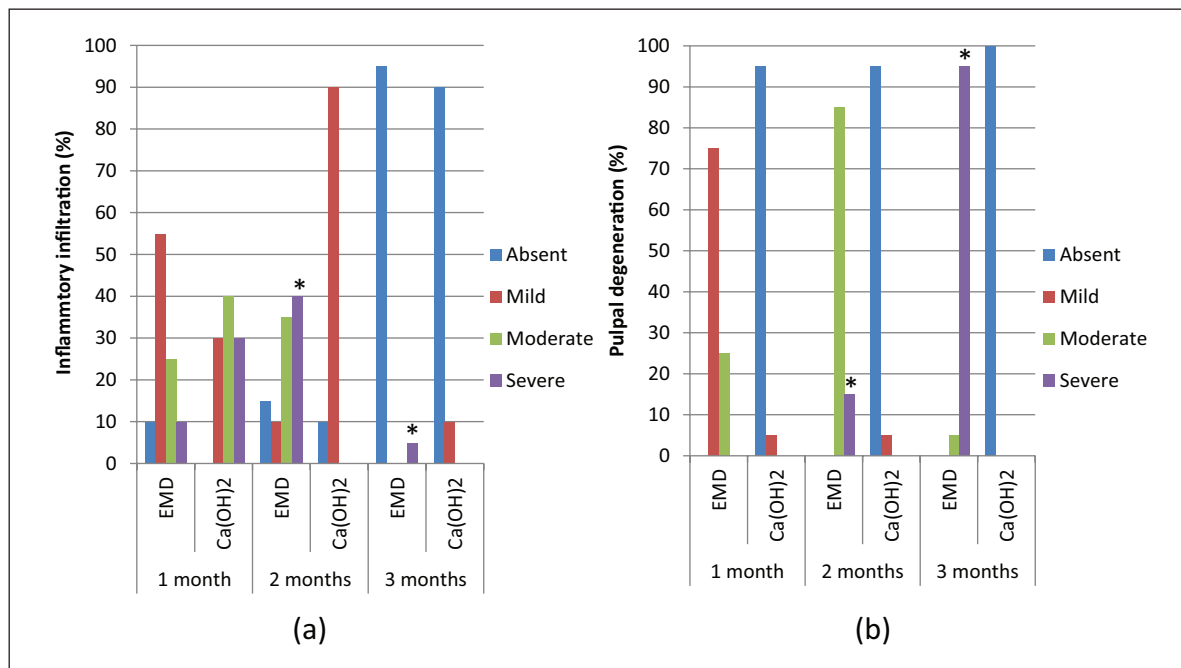 100
90
80
70
60
50
40
30
20
10
0
Inflammtory infiltration (%)
* *
EMD Ca(OH)2 EMD Ca(OH)2 EMD Ca(OH)2
1 month 2 months 3 months
Absent
Mild
Moderate
Severe
(a)
100
90
80
70
60
50
40
30
20
10
0
Pulpal degeneration (%)
* *
EMD Ca(OH)2 EMD Ca(OH)2 EMD Ca(OH)2
1 month 2 months 3 months
Absent
Mild
Moderate
Severe
(b)